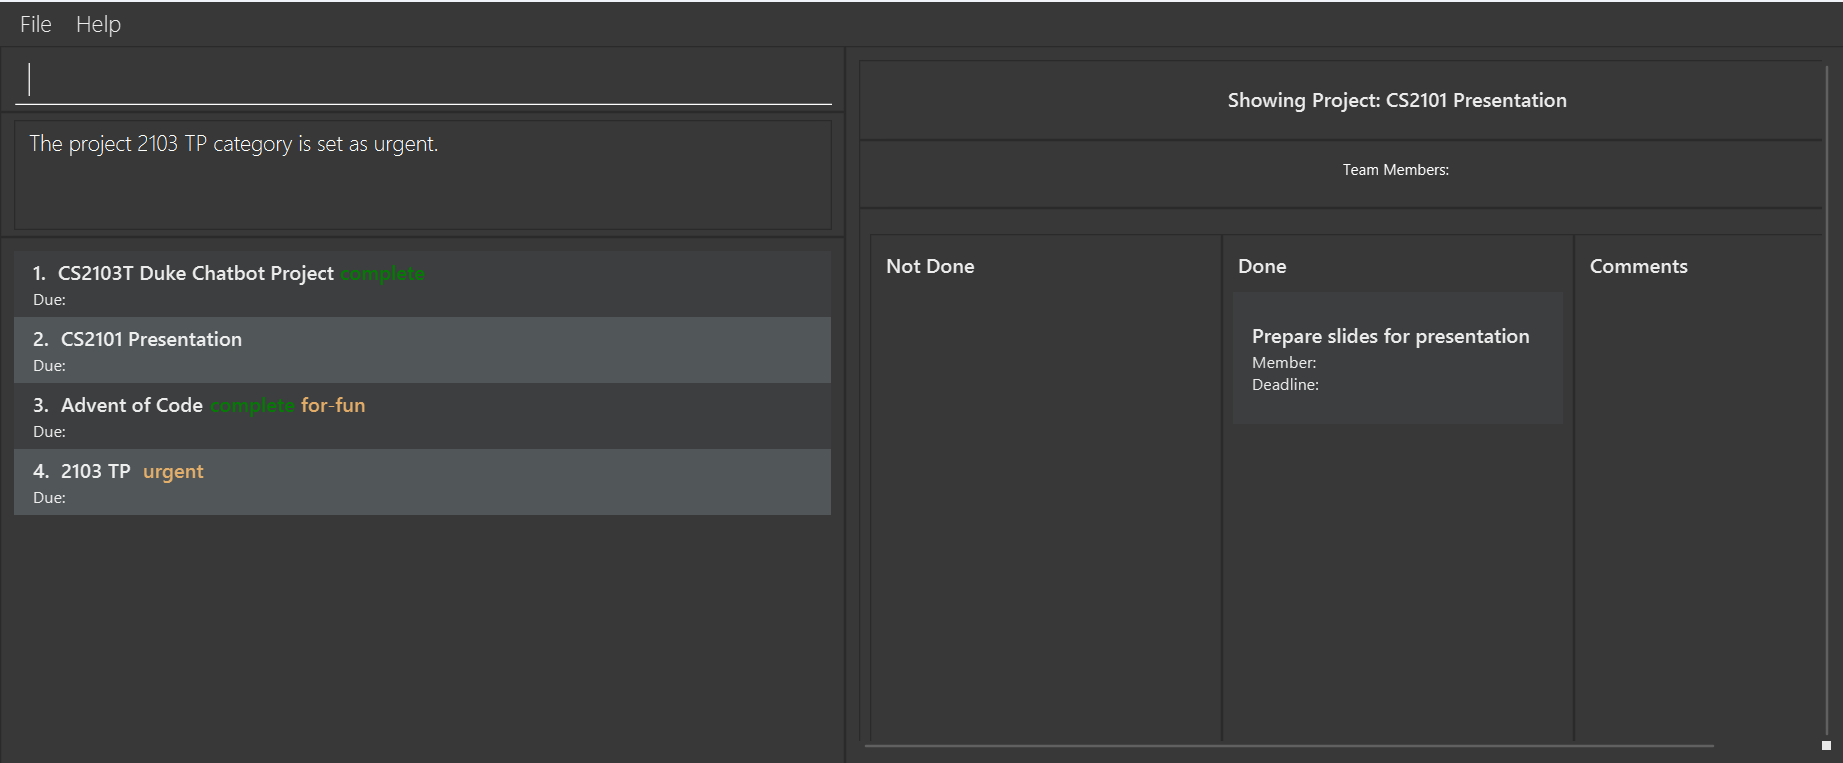 File Help
The project 2103 TP category is set as urgent.
1. CS2103T Duke Chatbot Project complete
Due:
2. CS2101 Presentation
Due:
3. Advent of Code complete for-fun
Due:
4. 2103 TP urgent
Due:
Showing Project: CS2101 Presentation
Team Members:
Not Done
Done
Prepare slides for presentation
Member:
Deadline:
Comments